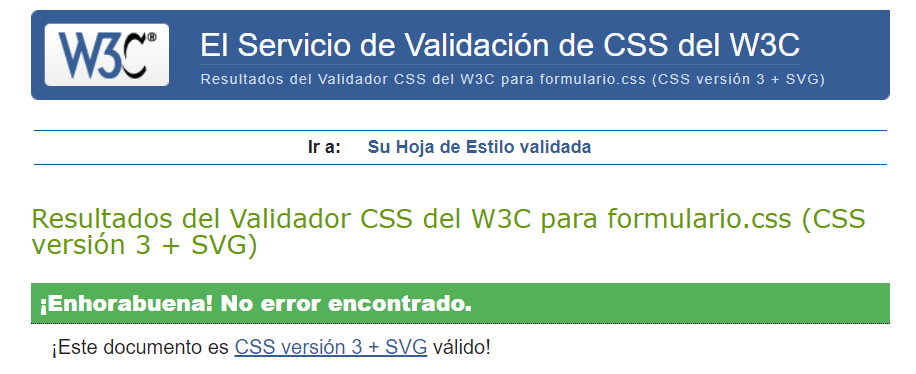 W3C®
El Servicio de Validación de CSS del W3C
Resultados del Validador CSS del W3C para formulario.css (CSS versión 3 + SVG)
Ir a: Su Hoja de Estilo validada
Resultados del Validador CSS del W3C para formulario.css (CSS
versión 3 + SVG)
¡Enhorabuena! No error encontrado.
¡Este documento es CSS versión 3 + SVG válido!